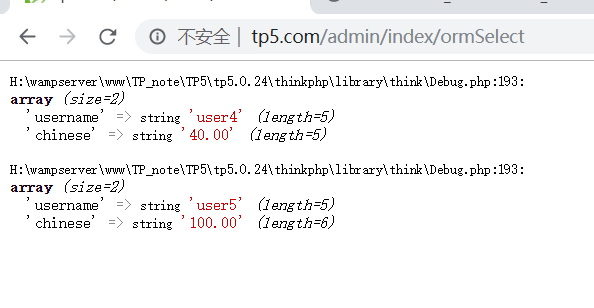 不安全 | tp5.com/admin/index/ormSelect
H:\wampserver\www\TP_note\TP5\tp5.0.24\thinkphp\library\think\Debug.php:193:
array (size=2)
'username' => string 'user4' (length=5)
'chinese' => string '40.00' (length=5)
H:\wampserver\www\TP_note\TP5\tp5.0.24\thinkphp\library\think\Debug.php:193:
array (size=2)
'username' => string 'user5' (length=5)
'chinese' => string '100.00' (length=6)